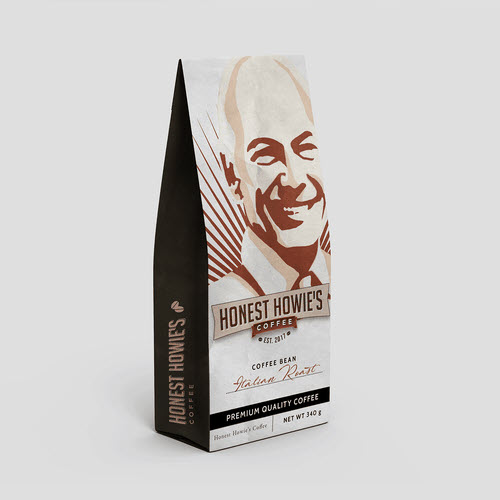 HONEST HOWIE'S
COFFEE
EST. 2017
COFFEE BEAN
Italian Roast
PREMIUM QUALITY COFFEE
Honest Howie's Coffee
NET WT 340 g
HONEST HOWIE'S
COFFEE